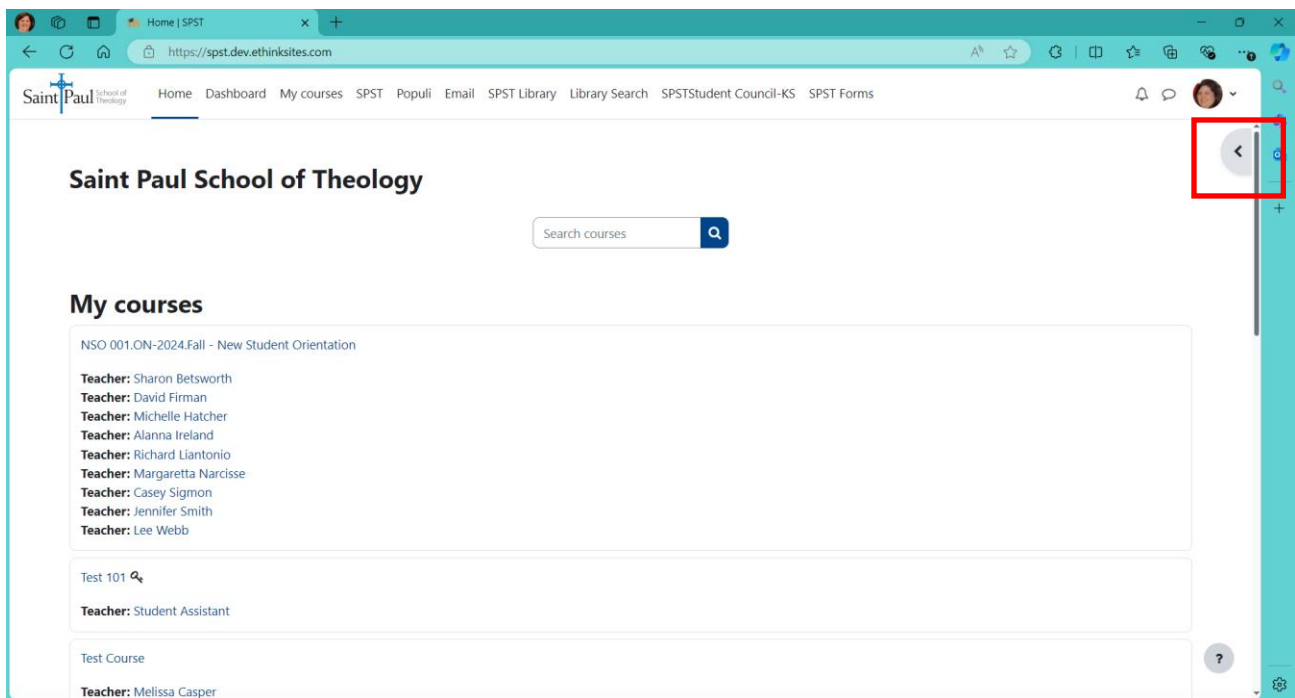 Home | SPST
https://spst.dev.ethinksites.com
Saint Paul School of Theology
Home Dashboard My courses SPST Populi Email SPST Library Library Search SPSTStudent Council-KS SPST Forms
Saint Paul School of Theology
Search courses
My courses
NSO 001.ON-2024.Fall - New Student Orientation
Teacher: Sharon Betsworth
Teacher: David Firman
Teacher: Michelle Hatcher
Teacher: Alanna Ireland
Teacher: Richard Liantonio
Teacher: Margaretta Narcisse
Teacher: Casey Sigmon
Teacher: Jennifer Smith
Teacher: Lee Webb
Test 101
Teacher: Student Assistant
Test Course
Teacher: Melissa Casper
?